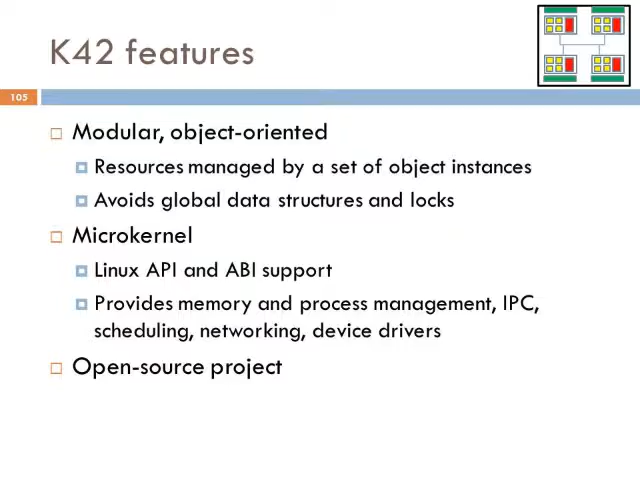 K42 features
105
Modular, object-oriented
Resources managed by a set of object instances
Avoids global data structures and locks
Microkernel
Linux API and ABI support
Provides memory and process management, IPC,
scheduling, networking, device drivers
Open-source project